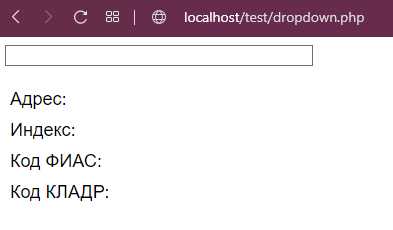 localhost/test/dropdown.php
Адрес:
Индекс:
Код ФИАС:
Код КЛАДР: